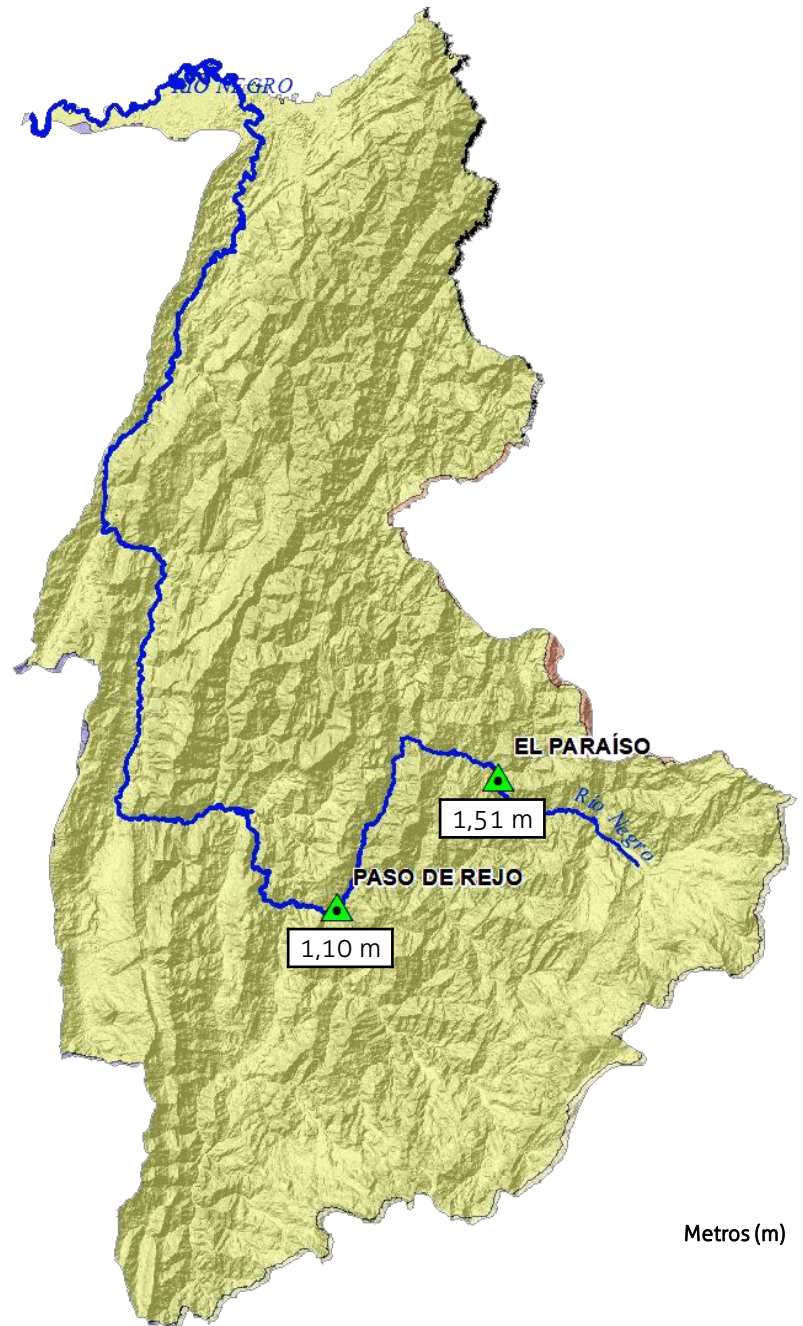 RÍO NEGRO
EL PARAÍSO
1,51 m
Río Negro
PASO DE REJO
1,10 m
Metros (m)